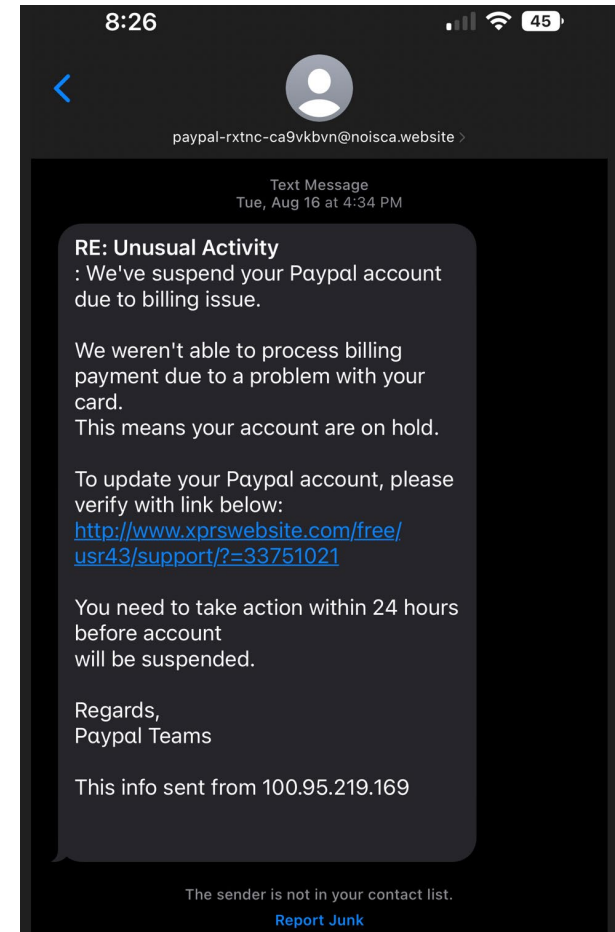 8:26
45
paypal-rxtnc-ca9vkbvn@noisca.website >
Text Message
Tue, Aug 16 at 4:34 PM
RE: Unusual Activity
: We've suspend your Pɑypɑl account
due to billing issue.
We weren't able to process billing
payment due to a problem with your
card.
This means your account are on hold.
To update your Pɑypɑl account, please
verify with link below:
http://www.xprswebsite.com/free/
usr43/support/?=33751021
You need to take action within 24 hours
before account
will be suspended.
Regards,
Pɑypɑl Teams
This info sent from 100.95.219.169
The sender is not in your contact list.
Report Junk